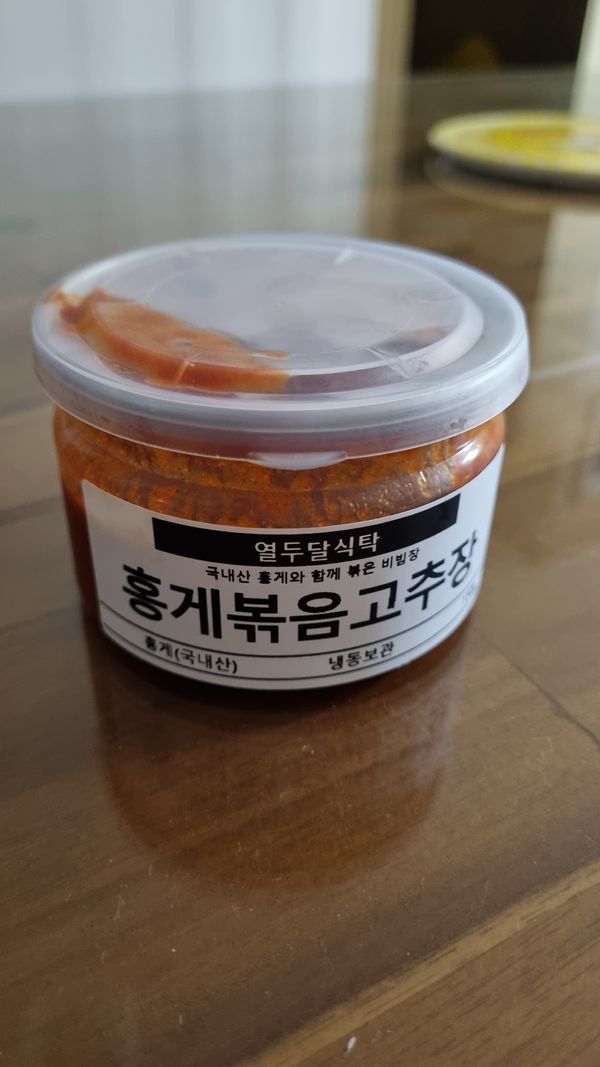 열두달식탁
국내산 홍게와 함께 볶은 비빔장
홍게볶음고추장
홍게(국내산) 냉동보관